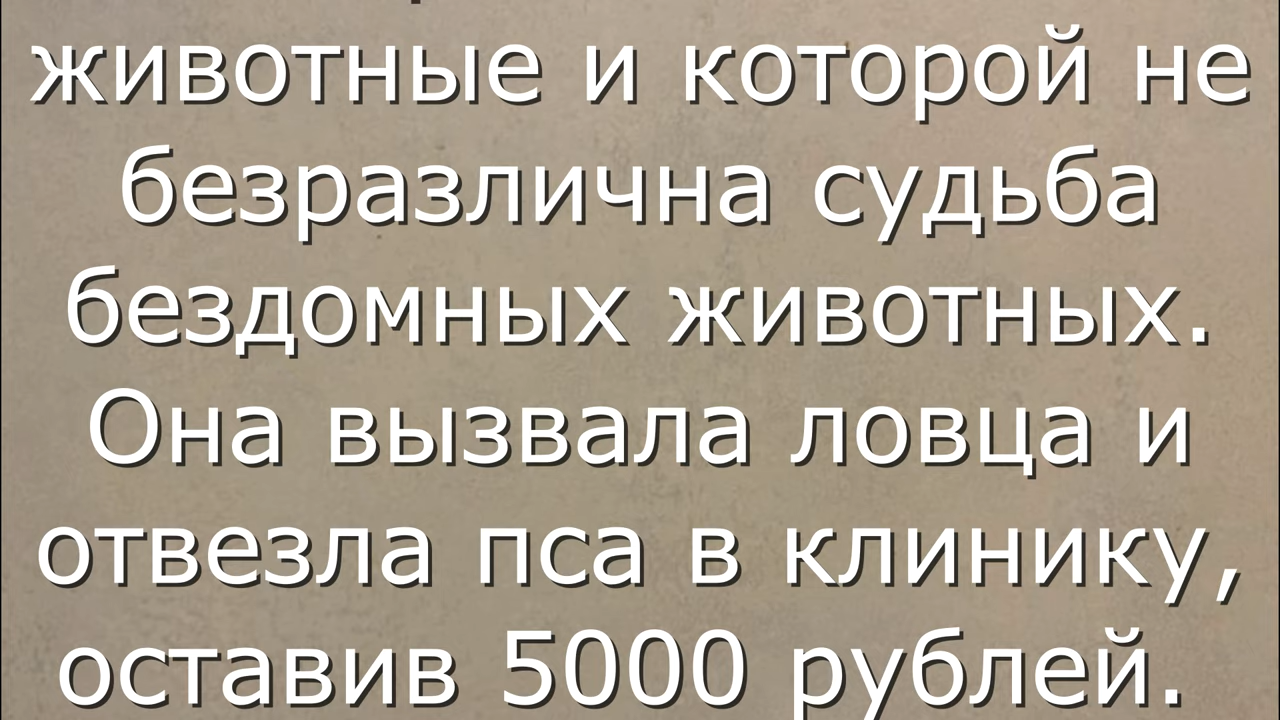 животные и которой не
безразлична судьба
бездомных животных.
Она вызвала ловца и
отвезла пса в клинику,
оставив 5000 рублей.